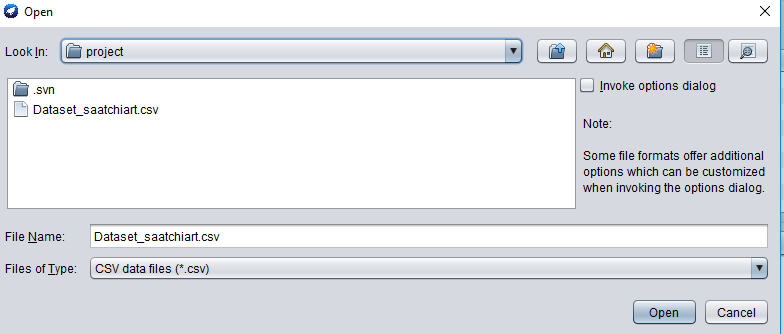 Open
Look In: project
.svn
Dataset_saatchiart.csv
Invoke options dialog
Note:
Some file formats offer additional
options which can be customized
when invoking the options dialog.
File Name: Dataset_saatchiart.csv
Files of Type: CSV data files (*.csv)
Open Cancel